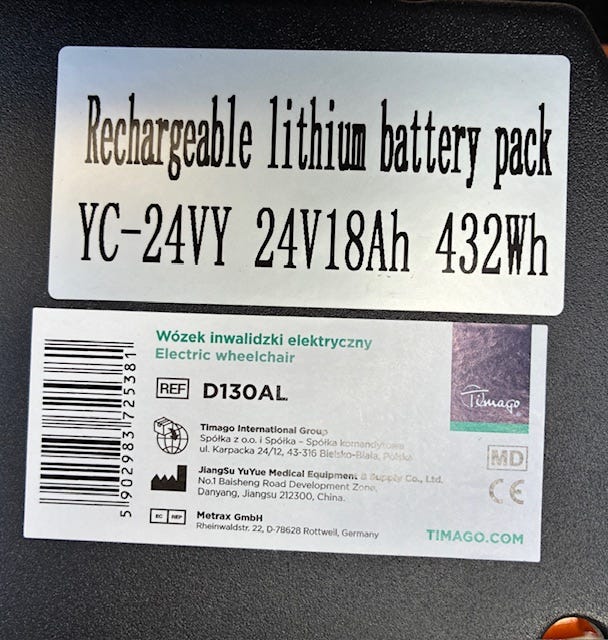 Rechargeable lithium battery pack
YC-24VY 24V18Ah 432Wh
Wózek inwalidzki elektryczny
Electric wheelchair
REF D130AL
Timago
Timago International Group
Spółka z o.o. i Spółka - Spółka komandytowa
ul. Karpacka 24/12, 43-316 Bielsko-Biała, Polska
MD
JiangSu YuYue Medical Equipment & Supply Co., Ltd.
No.1 Baisheng Road Development Zone,
Danyang, Jiangsu 212300, China.
CE
EC REP Metrax GmbH
Rheinwaldstr. 22, D-78628 Rottweil, Germany
TIMAGO.COM
5 902983 725381